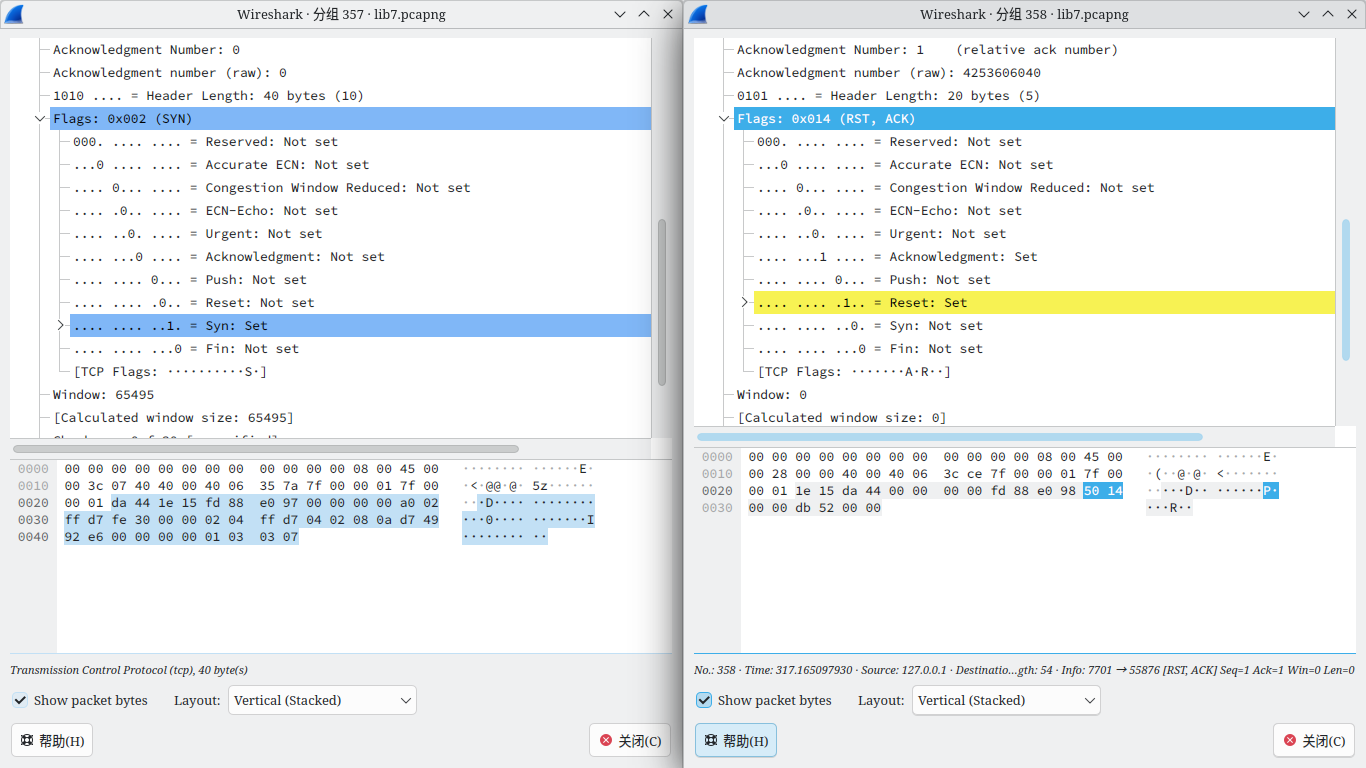 Wireshark · 分组 357 · lib7.pcapng
Acknowledgment Number: 0
Acknowledgment number (raw): 0
1010 .... = Header Length: 40 bytes (10)
Flags: 0x002 (SYN)
000. .... .... = Reserved: Not set
...0 .... .... = Accurate ECN: Not set
.... 0... .... = Congestion Window Reduced: Not set
.... .0.. .... = ECN-Echo: Not set
.... ..0. .... = Urgent: Not set
.... ...0 .... = Acknowledgment: Not set
.... .... 0... = Push: Not set
.... .... .0.. = Reset: Not set
.... .... ..1. = Syn: Set
.... .... ...0 = Fin: Not set
[TCP Flags: ··········S·]
Window: 65495
[Calculated window size: 65495]
0000 00 00 00 00 00 00 00 00 00 00 00 00 08 00 45 00 ········ ······E·
0010 00 3c 07 40 40 00 40 06 35 7a 7f 00 00 01 7f 00 ·<·@@·@· 5z······
0020 00 01 da 44 1e 15 fd 88 e0 97 00 00 00 00 a0 02 ···D···· ········
0030 ff d7 fe 30 00 00 02 04 ff d7 04 02 08 0a d7 49 ···0···· ·······I
0040 92 e6 00 00 00 00 01 03 03 07 ········ ··
Transmission Control Protocol (tcp), 40 byte(s)
Show packet bytes Layout: Vertical (Stacked)
帮助(H) 关闭(C)
Wireshark · 分组 358 · lib7.pcapng
Acknowledgment Number: 1    (relative ack number)
Acknowledgment number (raw): 4253606040
0101 .... = Header Length: 20 bytes (5)
Flags: 0x014 (RST, ACK)
000. .... .... = Reserved: Not set
...0 .... .... = Accurate ECN: Not set
.... 0... .... = Congestion Window Reduced: Not set
.... .0.. .... = ECN-Echo: Not set
.... ..0. .... = Urgent: Not set
.... ...1 .... = Acknowledgment: Set
.... .... 0... = Push: Not set
.... .... .1.. = Reset: Set
.... .... ..0. = Syn: Not set
.... .... ...0 = Fin: Not set
[TCP Flags: ·······A·R··]
Window: 0
[Calculated window size: 0]
0000 00 00 00 00 00 00 00 00 00 00 00 00 08 00 45 00 ········ ······E·
0010 00 28 00 00 40 00 40 06 3c ce 7f 00 00 01 7f 00 ·(··@·@· <·······
0020 00 01 1e 15 da 44 00 00 00 00 fd 88 e0 98 50 14 ·····D·· ······P·
0030 00 00 db 52 00 00 ···R··
No.: 358 · Time: 317.165097930 · Source: 127.0.0.1 · Destinatio...gth: 54 · Info: 7701 → 55876 [RST, ACK] Seq=1 Ack=1 Win=0 Len=0
Show packet bytes Layout: Vertical (Stacked)
帮助(H) 关闭(C)